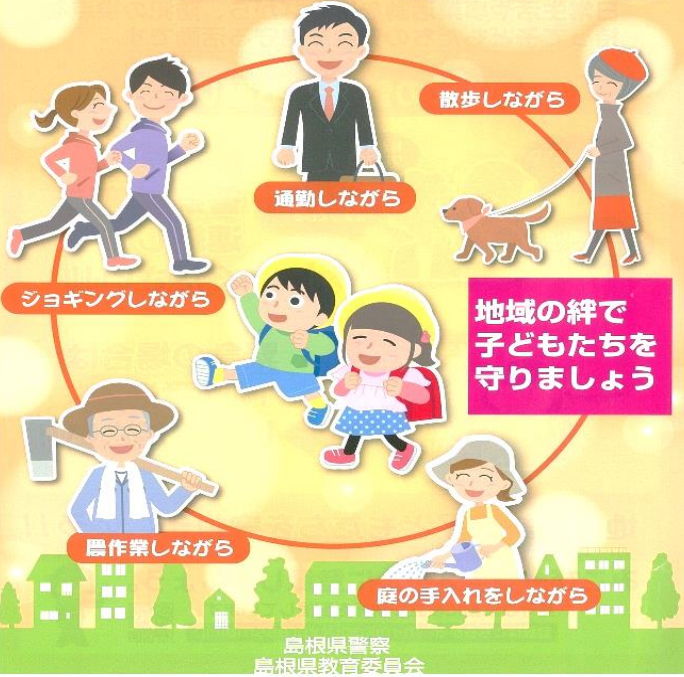 散歩しながら
通勤しながら
ジョギングしながら
地域の絆で
子どもたちを
守りましょう
農作業しながら
庭の手入れをしながら
島根県警察
島根県教育委員会